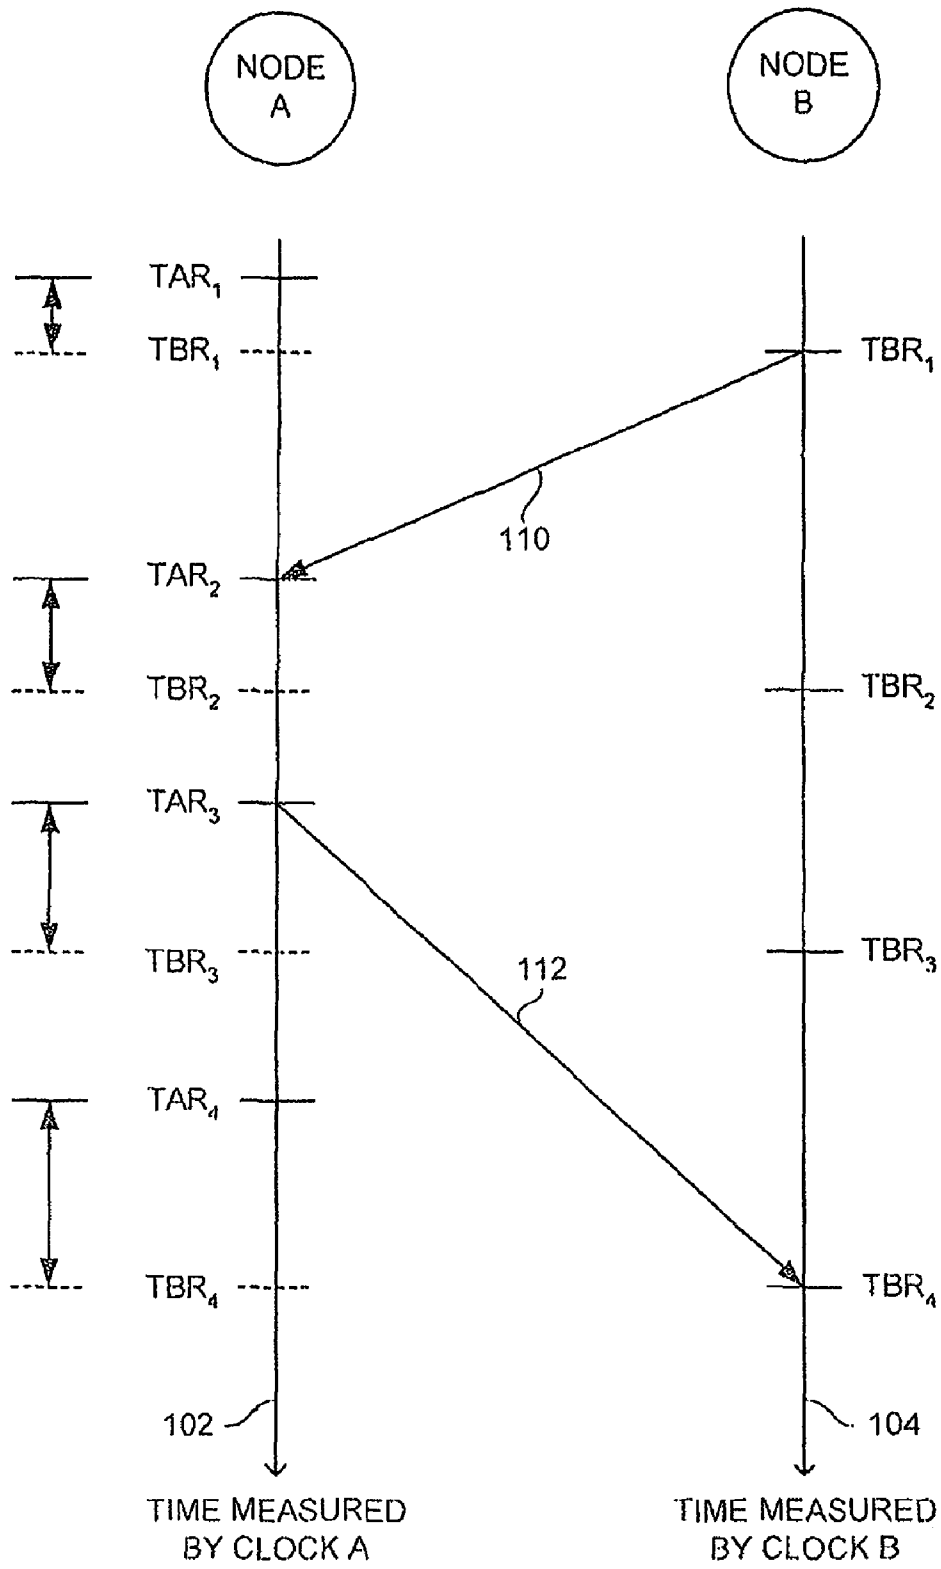 NODE
A
NODE
B
TAR₁
TBR₁
TBR₁
110
TAR₂
TBR₂
TBR₂
TAR₃
112
TBR₃
TBR₃
TAR₄
TBR₄
TBR₄
102
104
TIME MEASURED
BY CLOCK A
TIME MEASURED
BY CLOCK B